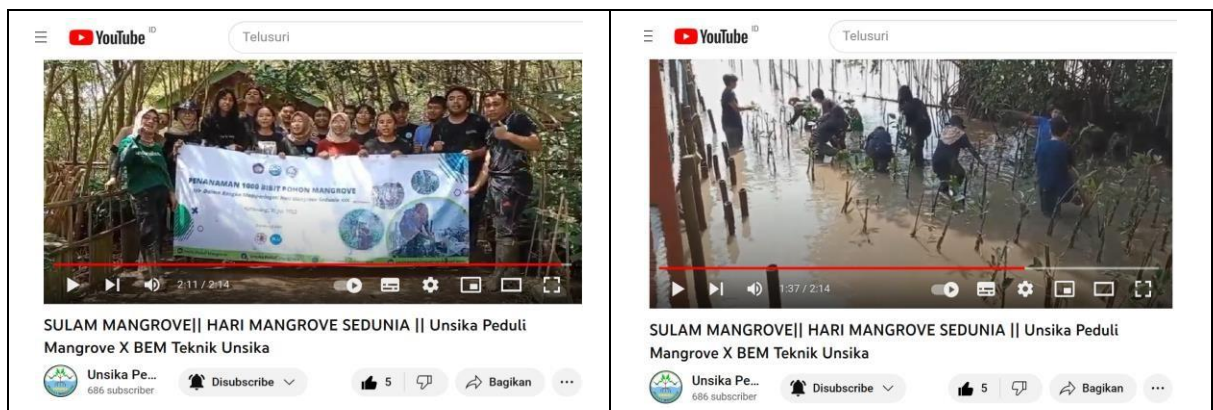 YouTube ID
Telusuri
PENANAMAN 1000 BIBIT POHON MANGROVE
2:11 / 2:14
SULAM MANGROVE|| HARI MANGROVE SEDUNIA || Unsika Peduli
Mangrove X BEM Teknik Unsika
Unsika Pe...
686 subscriber
Disubscribe
5
Bagikan
YouTube ID
Telusuri
1:37 / 2:14
SULAM MANGROVE|| HARI MANGROVE SEDUNIA || Unsika Peduli
Mangrove X BEM Teknik Unsika
Unsika Pe...
686 subscriber
Disubscribe
5
Bagikan